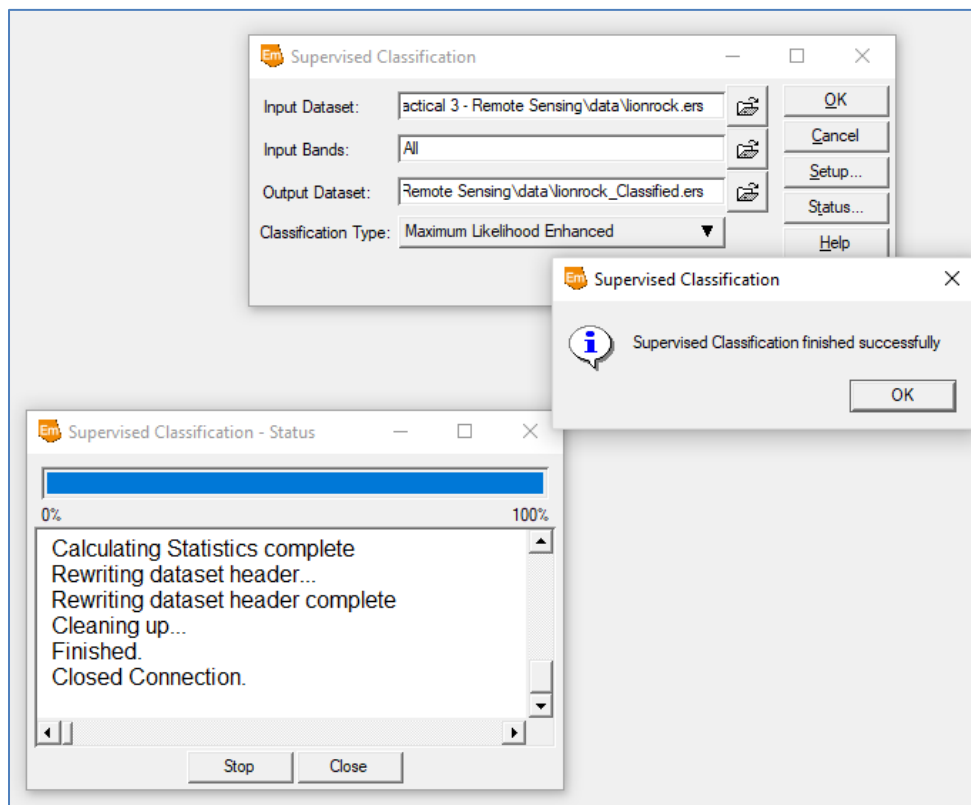 Em Supervised Classification
Input Dataset: actical 3 - Remote Sensing\data\lionrock.ers
OK
Input Bands: All
Cancel
Output Dataset: Remote Sensing\data\lionrock_Classified.ers
Setup...
Classification Type: Maximum Likelihood Enhanced
Status...
Help
Em Supervised Classification
Supervised Classification finished successfully
OK
Em Supervised Classification - Status
0% 100%
Calculating Statistics complete
Rewriting dataset header...
Rewriting dataset header complete
Cleaning up...
Finished.
Closed Connection.
Stop Close